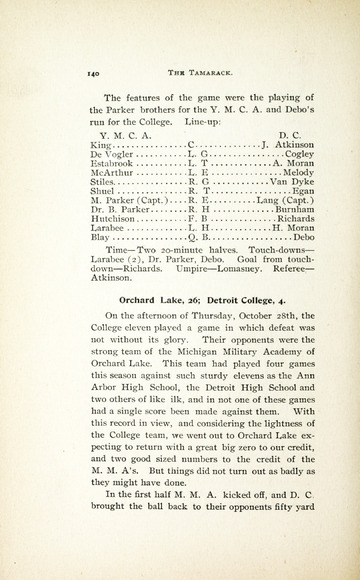 140 THE TAMARACK.
The features of the game were the playing of
the Parker brothers for the Y. M. C. A. and Debo's
run for the College. Line-up:
Y. M. C. A. D. C.
King..............C.............J. Atkinson
De Vogler..........L. G..............Cogley
Estabrook..........L. T............A. Moran
McArthur...........L. E.............Melody
Stiles..............R. G............Van Dyke
Shuel..............R. T................Egan
M. Parker (Capt.)....R. E.........Lang (Capt.)
Dr. B. Parker.......R. H............Burnham
Hutchison..........F. B.............Richards
Larabee............L. H............H. Moran
Blay...............Q. B.................Debo
Time—Two 20-minute halves. Touch-downs—
Larabee (2), Dr. Parker, Debo. Goal from touch-
down—Richards. Umpire—Lomasney. Referee—
Atkinson.
Orchard Lake, 26; Detroit College, 4.
On the afternoon of Thursday, October 28th, the
College eleven played a game in which defeat was
not without its glory. Their opponents were the
strong team of the Michigan Military Academy of
Orchard Lake. This team had played four games
this season against such sturdy elevens as the Ann
Arbor High School, the Detroit High School and
two others of like ilk, and in not one of these games
had a single score been made against them. With
this record in view, and considering the lightness of
the College team, we went out to Orchard Lake ex-
pecting to return with a great big zero to our credit,
and two good sized numbers to the credit of the
M. M. A's. But things did not turn out as badly as
they might have done.
In the first half M. M. A. kicked off, and D. C.
brought the ball back to their opponents fifty yard